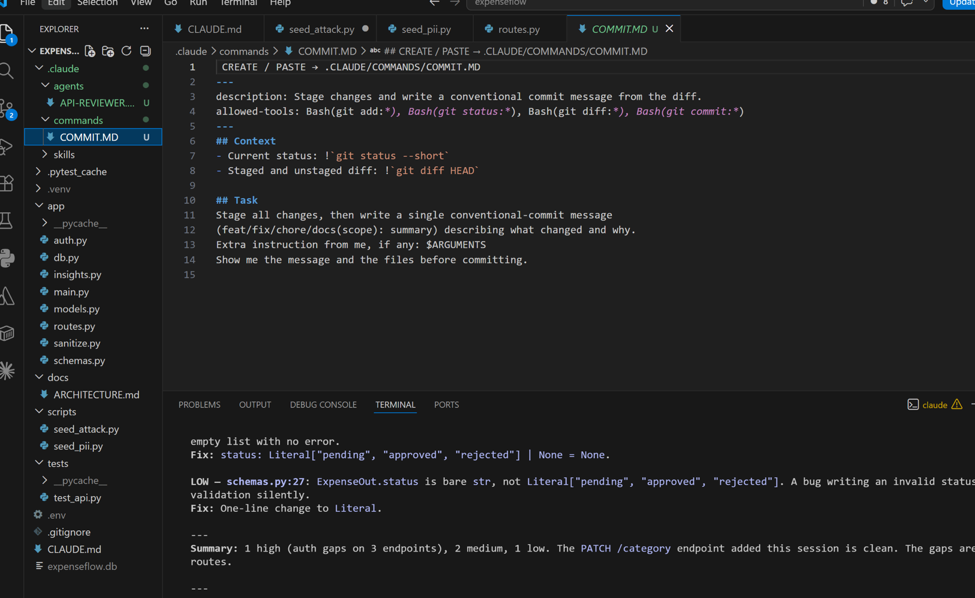 File Edit Selection View Go Run Terminal Help
expenseflow
8
EXPLORER
EXPENS...
.claude
agents
API-REVIEWER.... U
commands
COMMIT.MD U
skills
.pytest_cache
.venv
app
__pycache__
auth.py
db.py
insights.py
main.py
models.py
routes.py
sanitize.py
schemas.py
docs
ARCHITECTURE.md
scripts
seed_attack.py
seed_pii.py
tests
__pycache__
test_api.py
.env
.gitignore
CLAUDE.md
expenseflow.db
1
2
CLAUDE.md seed_attack.py seed_pii.py routes.py COMMIT.MD U
.claude > commands > COMMIT.MD > abc ## CREATE / PASTE → .CLAUDE/COMMANDS/COMMIT.MD
1 CREATE / PASTE → .CLAUDE/COMMANDS/COMMIT.MD
2 ---
3 description: Stage changes and write a conventional commit message from the diff.
4 allowed-tools: Bash(git add:*), Bash(git status:*), Bash(git diff:*), Bash(git commit:*)
5 ---
6 ## Context
7 - Current status: !`git status --short`
8 - Staged and unstaged diff: !`git diff HEAD`
9
10 ## Task
11 Stage all changes, then write a single conventional-commit message
12 (feat/fix/chore/docs(scope): summary) describing what changed and why.
13 Extra instruction from me, if any: $ARGUMENTS
14 Show me the message and the files before committing.
15
PROBLEMS OUTPUT DEBUG CONSOLE TERMINAL PORTS
claude
empty list with no error.
Fix: status: Literal["pending", "approved", "rejected"] | None = None.
LOW — schemas.py:27: ExpenseOut.status is bare str, not Literal["pending", "approved", "rejected"]. A bug writing an invalid status
validation silently.
Fix: One-line change to Literal.
---
Summary: 1 high (auth gaps on 3 endpoints), 2 medium, 1 low. The PATCH /category endpoint added this session is clean. The gaps are
routes.
---